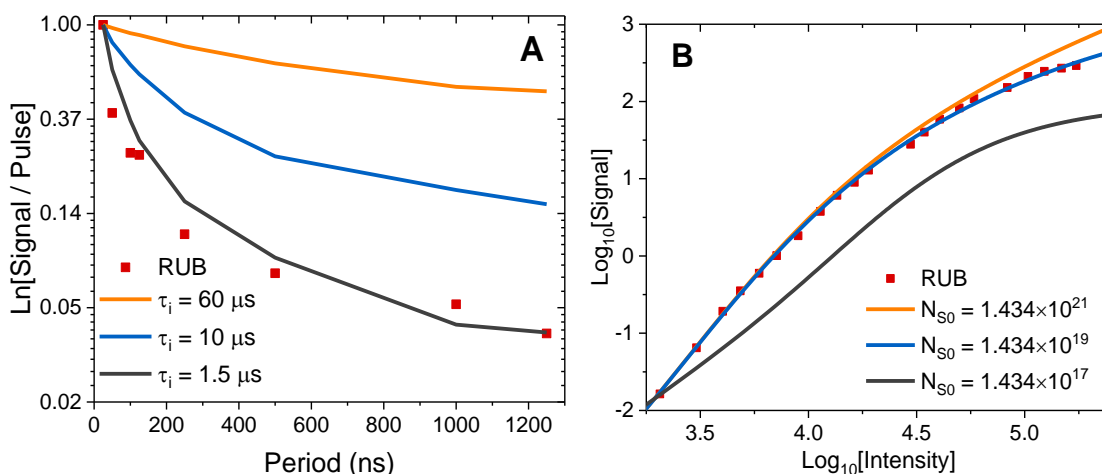 A
1.00
0.37
0.14
0.05
0.02
Ln[Signal / Pulse]
RUB
τi = 60 μs
τi = 10 μs
τi = 1.5 μs
0 200 400 600 800 1000 1200
Period (ns)
B
3
2
1
0
-1
-2
Log10[Signal]
RUB
NS0 = 1.434×10^21
NS0 = 1.434×10^19
NS0 = 1.434×10^17
3.5 4.0 4.5 5.0
Log10[Intensity]